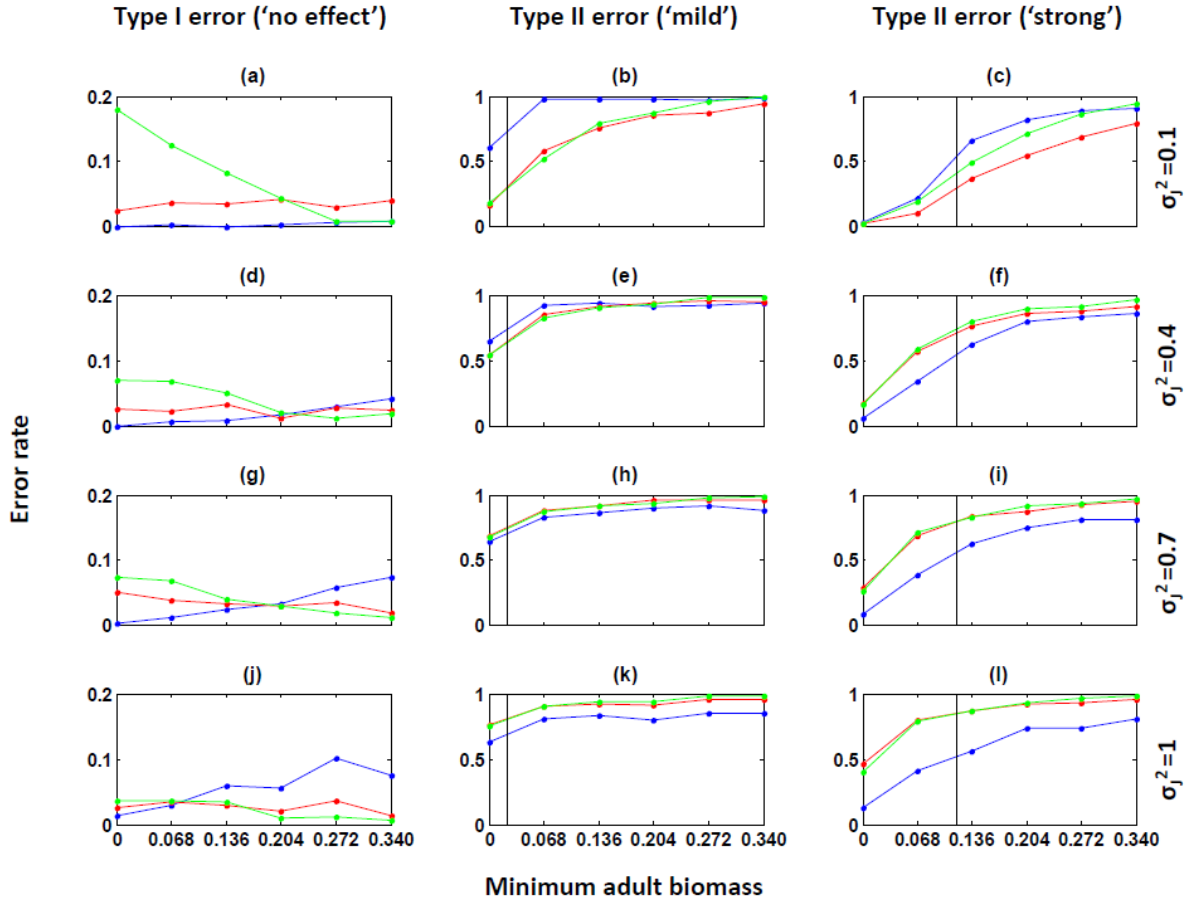 Type I error (‘no effect’) Type II error (‘mild’) Type II error (‘strong’)
(a) (b) (c)
0.2 1 1
0.1 0.5 0.5
0 0 0
σJ²=0.1
(d) (e) (f)
0.2 1 1
0.1 0.5 0.5
0 0 0
σJ²=0.4
(g) (h) (i)
0.2 1 1
0.1 0.5 0.5
0 0 0
σJ²=0.7
(j) (k) (l)
0.2 1 1
0.1 0.5 0.5
0 0 0
σJ²=1
0 0.068 0.136 0.204 0.272 0.340 0 0.068 0.136 0.204 0.272 0.340 0 0.068 0.136 0.204 0.272 0.340
Error rate
Minimum adult biomass